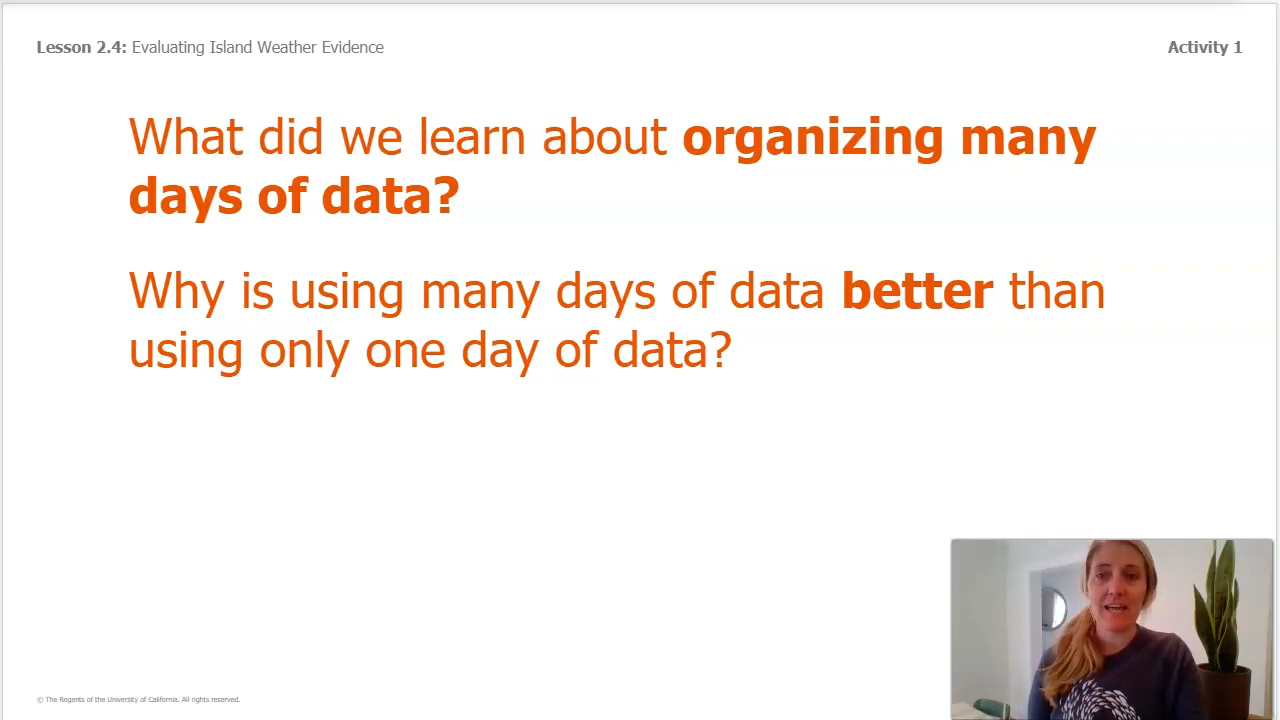 Lesson 2.4: Evaluating Island Weather Evidence
Activity 1
What did we learn about organizing many
days of data?
Why is using many days of data better than
using only one day of data?
© The Regents of the University of California. All rights reserved.